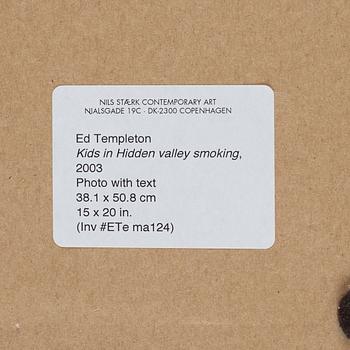 NILS STÆRK CONTEMPORARY ART
NJALSGADE 19C · DK-2300 COPENHAGEN
Ed Templeton
Kids in Hidden valley smoking,
2003
Photo with text
38.1 x 50.8 cm
15 x 20 in.
(Inv #ETe ma124)